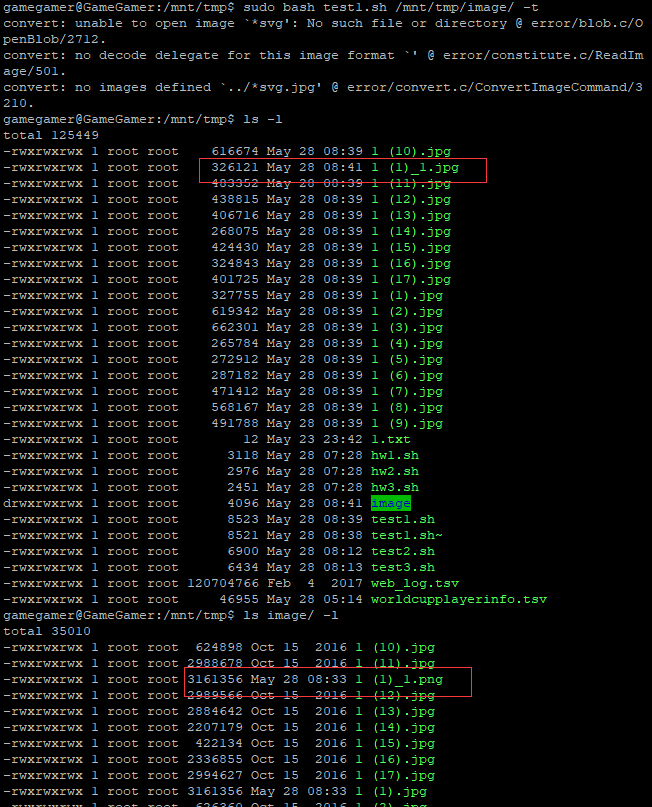 gamegamer@GameGamer:/mnt/tmp$ sudo bash test1.sh /mnt/tmp/image/ -t
convert: unable to open image `*svg': No such file or directory @ error/blob.c/O
penBlob/2712.
convert: no decode delegate for this image format `' @ error/constitute.c/ReadIm
age/501.
convert: no images defined `../*svg.jpg' @ error/convert.c/ConvertImageCommand/3
210.
gamegamer@GameGamer:/mnt/tmp$ ls -l
total 125449
-rwxrwxrwx 1 root root    616674 May 28 08:39 1 (10).jpg
-rwxrwxrwx 1 root root    326121 May 28 08:41 1 (1)_1.jpg
-rwxrwxrwx 1 root root    483352 May 28 08:39 1 (11).jpg
-rwxrwxrwx 1 root root    438815 May 28 08:39 1 (12).jpg
-rwxrwxrwx 1 root root    406716 May 28 08:39 1 (13).jpg
-rwxrwxrwx 1 root root    268075 May 28 08:39 1 (14).jpg
-rwxrwxrwx 1 root root    424430 May 28 08:39 1 (15).jpg
-rwxrwxrwx 1 root root    324843 May 28 08:39 1 (16).jpg
-rwxrwxrwx 1 root root    401725 May 28 08:39 1 (17).jpg
-rwxrwxrwx 1 root root    327755 May 28 08:39 1 (1).jpg
-rwxrwxrwx 1 root root    619342 May 28 08:39 1 (2).jpg
-rwxrwxrwx 1 root root    662301 May 28 08:39 1 (3).jpg
-rwxrwxrwx 1 root root    265784 May 28 08:39 1 (4).jpg
-rwxrwxrwx 1 root root    272912 May 28 08:39 1 (5).jpg
-rwxrwxrwx 1 root root    287182 May 28 08:39 1 (6).jpg
-rwxrwxrwx 1 root root    471412 May 28 08:39 1 (7).jpg
-rwxrwxrwx 1 root root    568167 May 28 08:39 1 (8).jpg
-rwxrwxrwx 1 root root    491788 May 28 08:39 1 (9).jpg
-rwxrwxrwx 1 root root        12 May 23 23:42 1.txt
-rwxrwxrwx 1 root root      3118 May 28 07:28 hw1.sh
-rwxrwxrwx 1 root root      2976 May 28 07:28 hw2.sh
-rwxrwxrwx 1 root root      2451 May 28 07:28 hw3.sh
drwxrwxrwx 1 root root      4096 May 28 08:41 image
-rwxrwxrwx 1 root root      8523 May 28 08:39 test1.sh
-rwxrwxrwx 1 root root      8521 May 28 08:38 test1.sh~
-rwxrwxrwx 1 root root      6900 May 28 08:12 test2.sh
-rwxrwxrwx 1 root root      6434 May 28 08:13 test3.sh
-rwxrwxrwx 1 root root 120704766 Feb  4  2017 web_log.tsv
-rwxrwxrwx 1 root root     46955 May 28 05:14 worldcupplayerinfo.tsv
gamegamer@GameGamer:/mnt/tmp$ ls image/ -l
total 35010
-rwxrwxrwx 1 root root  624898 Oct 15  2016 1 (10).jpg
-rwxrwxrwx 1 root root 2988678 Oct 15  2016 1 (11).jpg
-rwxrwxrwx 1 root root 3161356 May 28 08:33 1 (1)_1.png
-rwxrwxrwx 1 root root 2989566 Oct 15  2016 1 (12).jpg
-rwxrwxrwx 1 root root 2884642 Oct 15  2016 1 (13).jpg
-rwxrwxrwx 1 root root 2207179 Oct 15  2016 1 (14).jpg
-rwxrwxrwx 1 root root  422134 Oct 15  2016 1 (15).jpg
-rwxrwxrwx 1 root root 2336855 Oct 15  2016 1 (16).jpg
-rwxrwxrwx 1 root root 2994627 Oct 15  2016 1 (17).jpg
-rwxrwxrwx 1 root root 3161356 May 28 08:33 1 (1).jpg